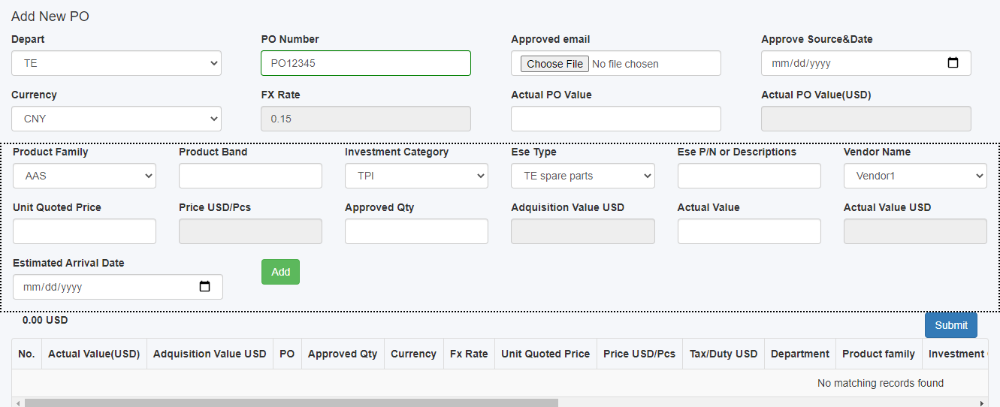 Add New PO
Depart PO Number Approved email Approve Source&Date
TE PO12345 Choose File No file chosen mm/dd/yyyy
Currency FX Rate Actual PO Value Actual PO Value(USD)
CNY 0.15
Product Family Product Band Investment Category Ese Type Ese P/N or Descriptions Vendor Name
AAS TPI TE spare parts Vendor1
Unit Quoted Price Price USD/Pcs Approved Qty Adquisition Value USD Actual Value Actual Value USD
Estimated Arrival Date
mm/dd/yyyy Add
0.00 USD Submit
No. Actual Value(USD) Adquisition Value USD PO Approved Qty Currency Fx Rate Unit Quoted Price Price USD/Pcs Tax/Duty USD Department Product family Investment
No matching records found